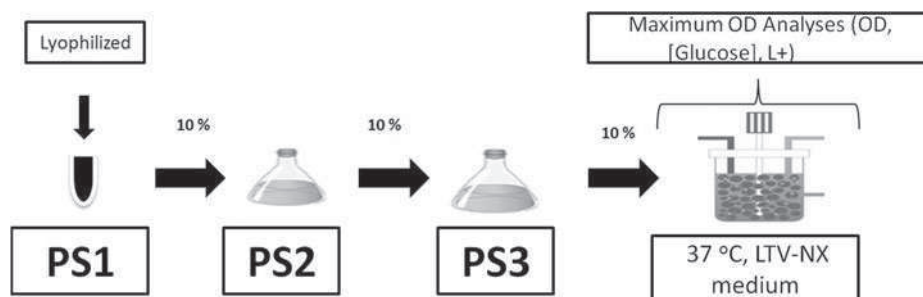 Lyophilized
Maximum OD Analyses (OD,
[Glucose], L+)
10 %
10 %
10 %
PS1
PS2
PS3
37 °C, LTV-NX
medium